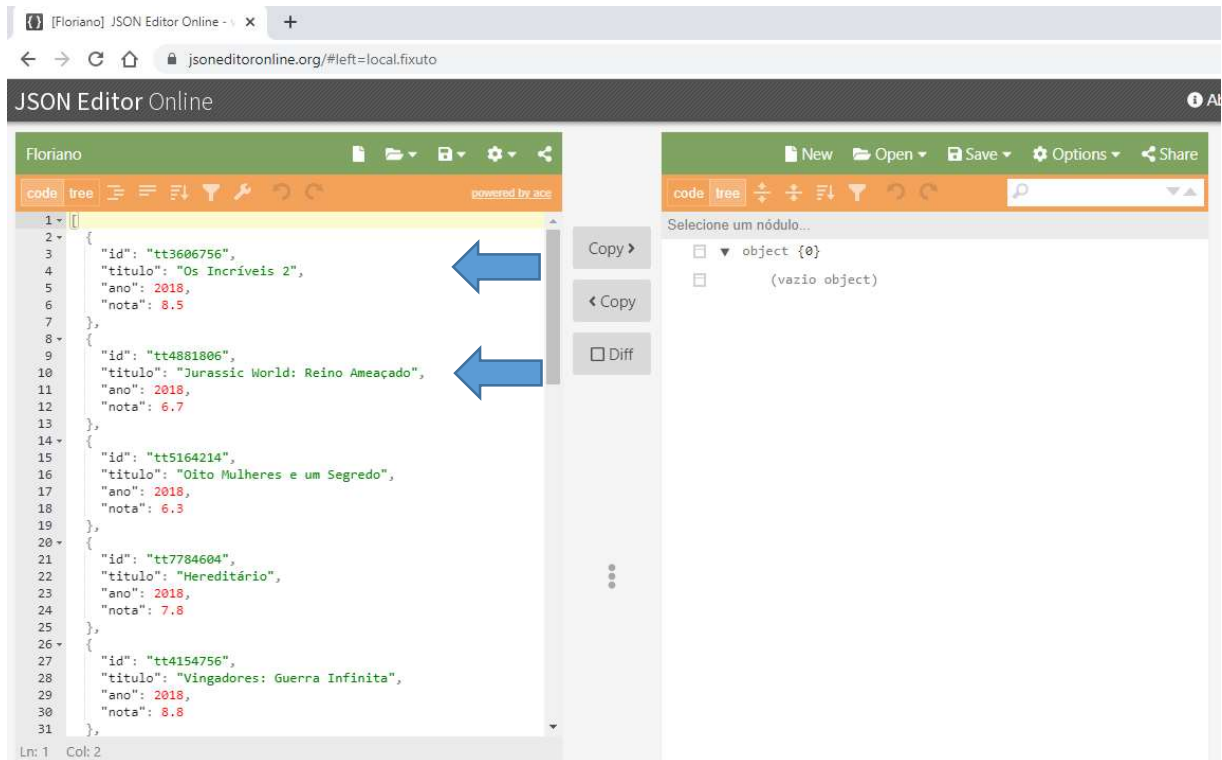 [Floriano] JSON Editor Online - v
jsoneditoronline.org/#left=local.fixuto
JSON Editor Online
Floriano
New Open Save Options Share
code tree powered by ace
code tree
1 [
2 {
3 "id": "tt3606756",
4 "titulo": "Os Incríveis 2",
5 "ano": 2018,
6 "nota": 8.5
7 },
8 {
9 "id": "tt4881806",
10 "titulo": "Jurassic World: Reino Ameaçado",
11 "ano": 2018,
12 "nota": 6.7
13 },
14 {
15 "id": "tt5164214",
16 "titulo": "Oito Mulheres e um Segredo",
17 "ano": 2018,
18 "nota": 6.3
19 },
20 {
21 "id": "tt7784604",
22 "titulo": "Hereditário",
23 "ano": 2018,
24 "nota": 7.8
25 },
26 {
27 "id": "tt4154756",
28 "titulo": "Vingadores: Guerra Infinita",
29 "ano": 2018,
30 "nota": 8.8
31 },
Ln: 1 Col: 2
Copy >
< Copy
Diff
Selecione um nódulo...
object {0}
(vazio object)